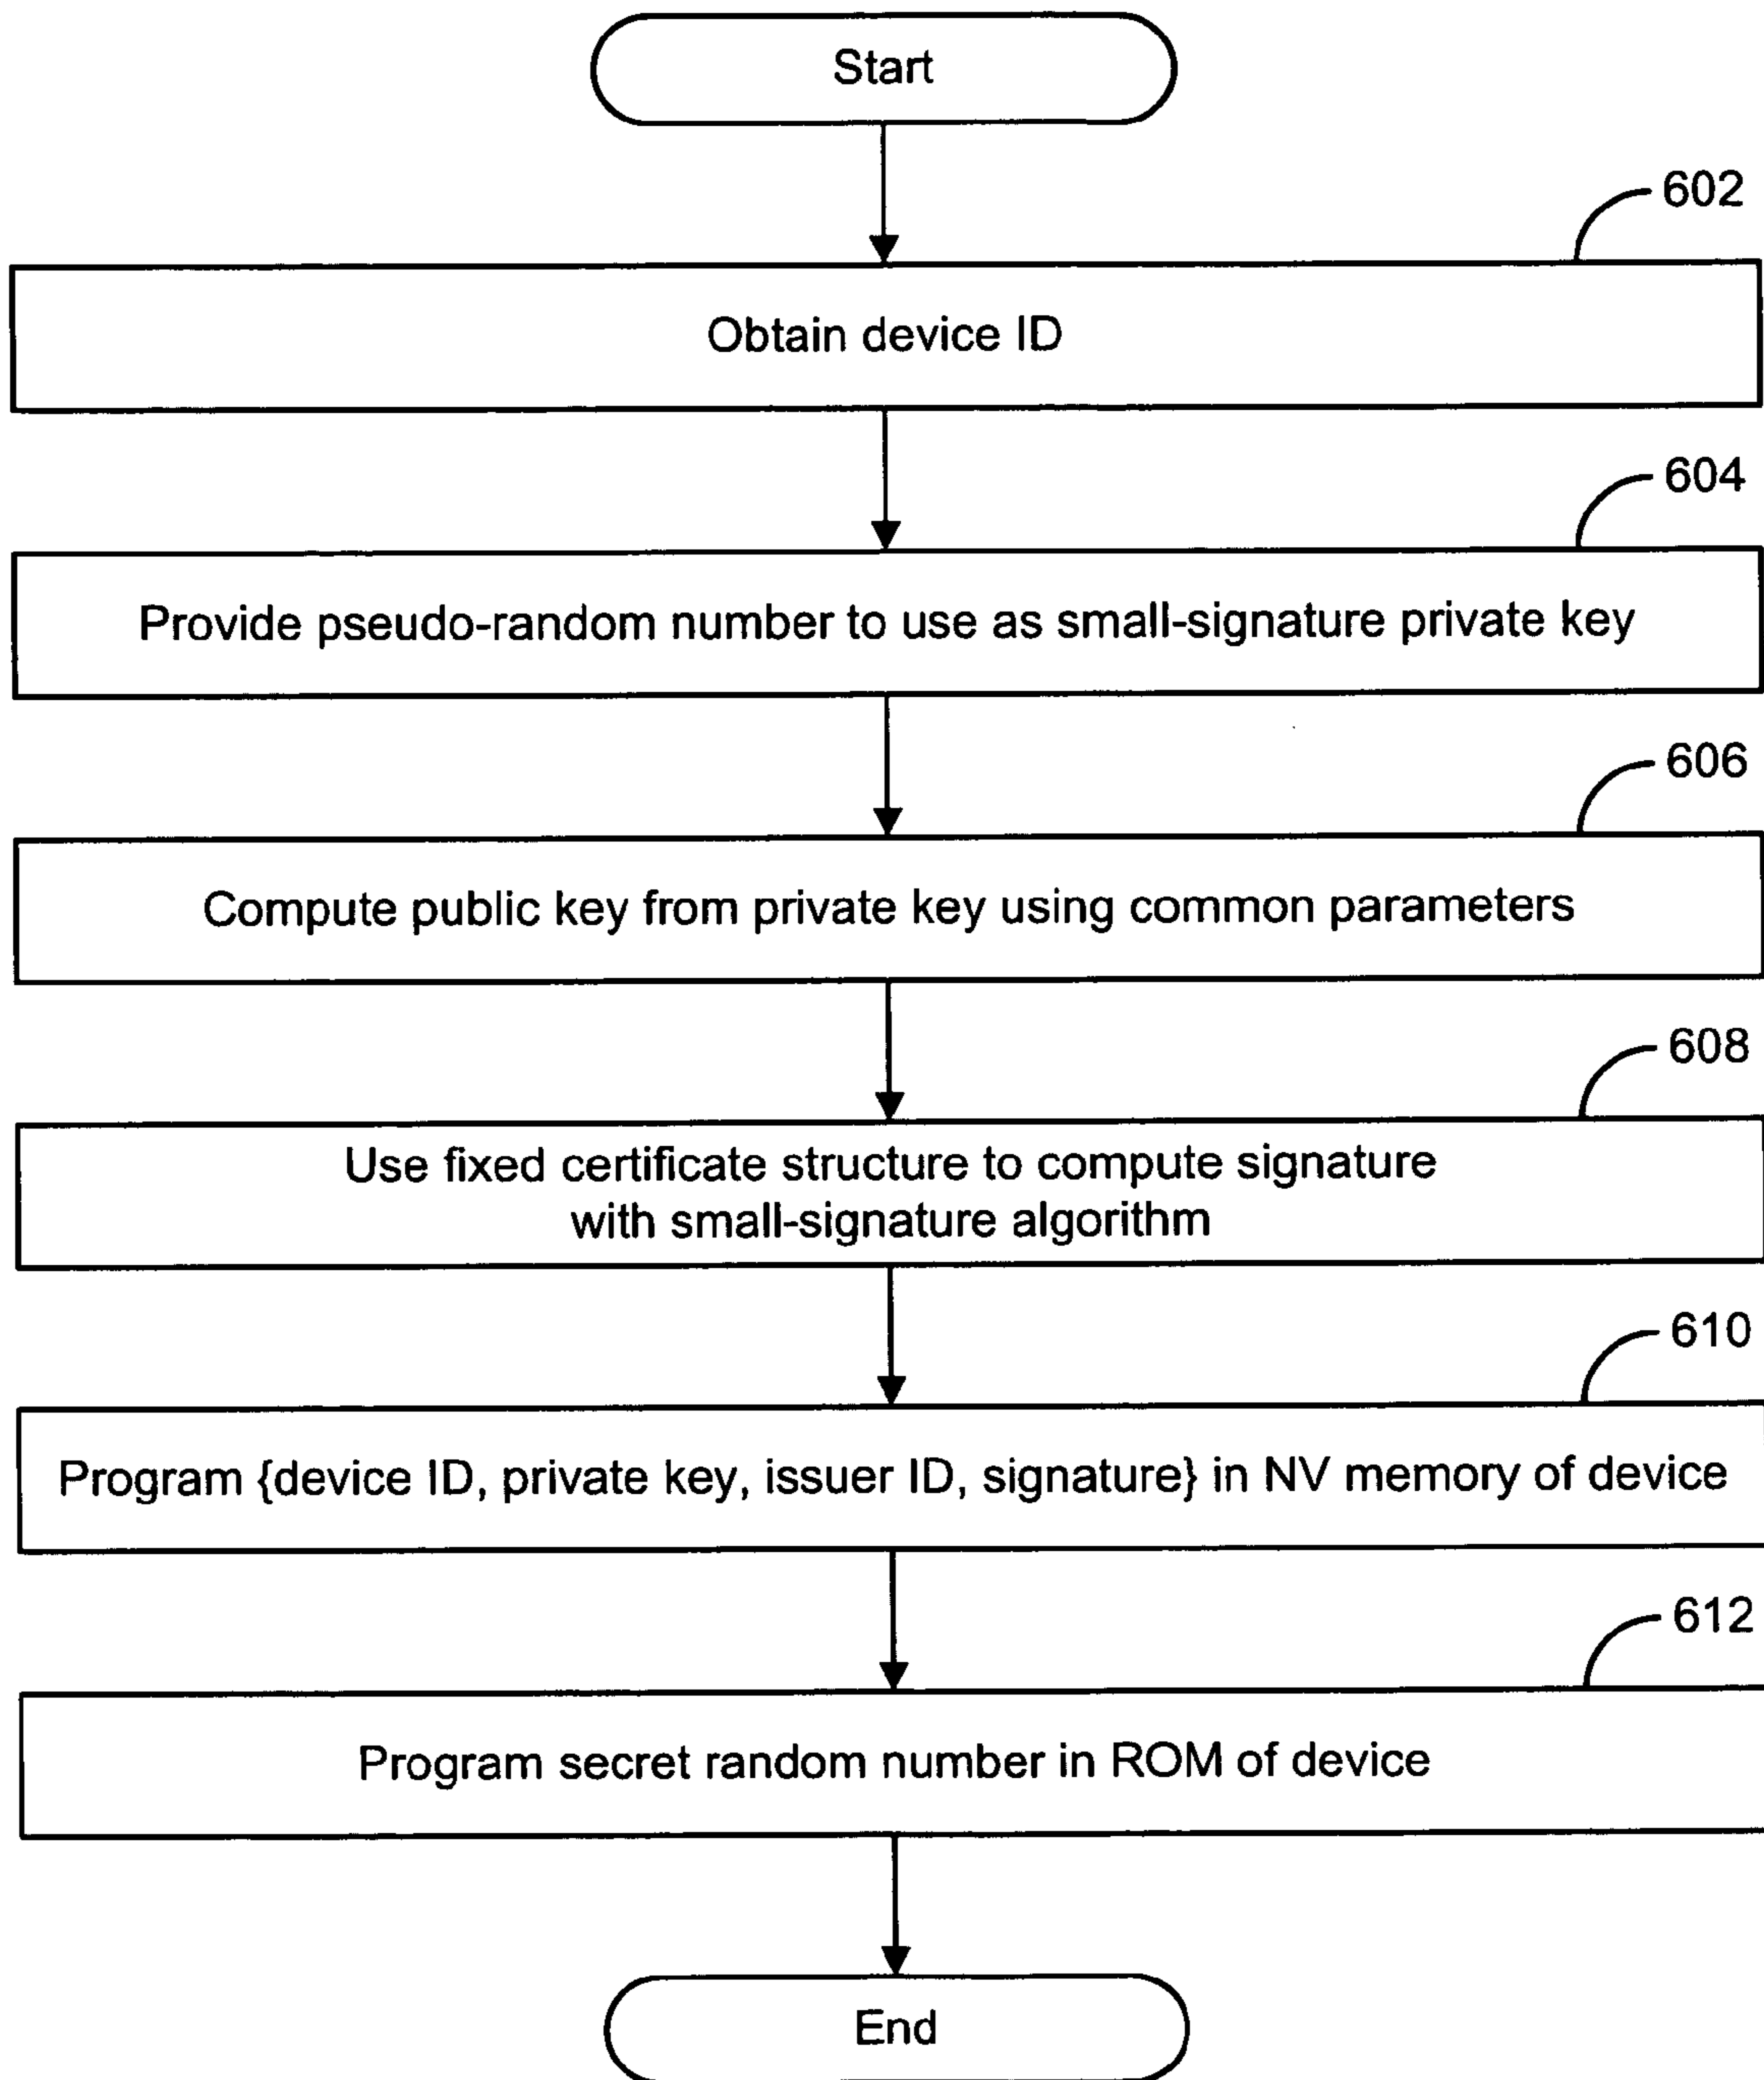 Start
602
Obtain device ID
604
Provide pseudo-random number to use as small-signature private key
606
Compute public key from private key using common parameters
608
Use fixed certificate structure to compute signature
with small-signature algorithm
610
Program {device ID, private key, issuer ID, signature} in NV memory of device
612
Program secret random number in ROM of device
End